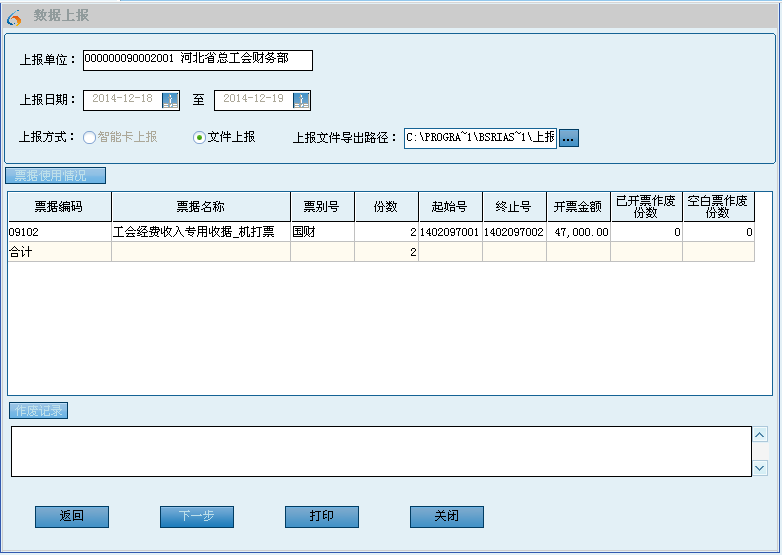 数据上报
上报单位： 000000090002001 河北省总工会财务部
上报日期： 2014-12-18 至 2014-12-19
上报方式： 智能卡上报 文件上报 上报文件导出路径： C:\PROGRA~1\BSRIAS~1\上报 ...
票据使用情况
票据编码 票据名称 票别号 份数 起始号 终止号 开票金额 已开票作废份数 空白票作废份数
09102 工会经费收入专用收据_机打票 国财 2 1402097001 1402097002 47,000.00 0 0
合计 2
作废记录
返回 下一步 打印 关闭